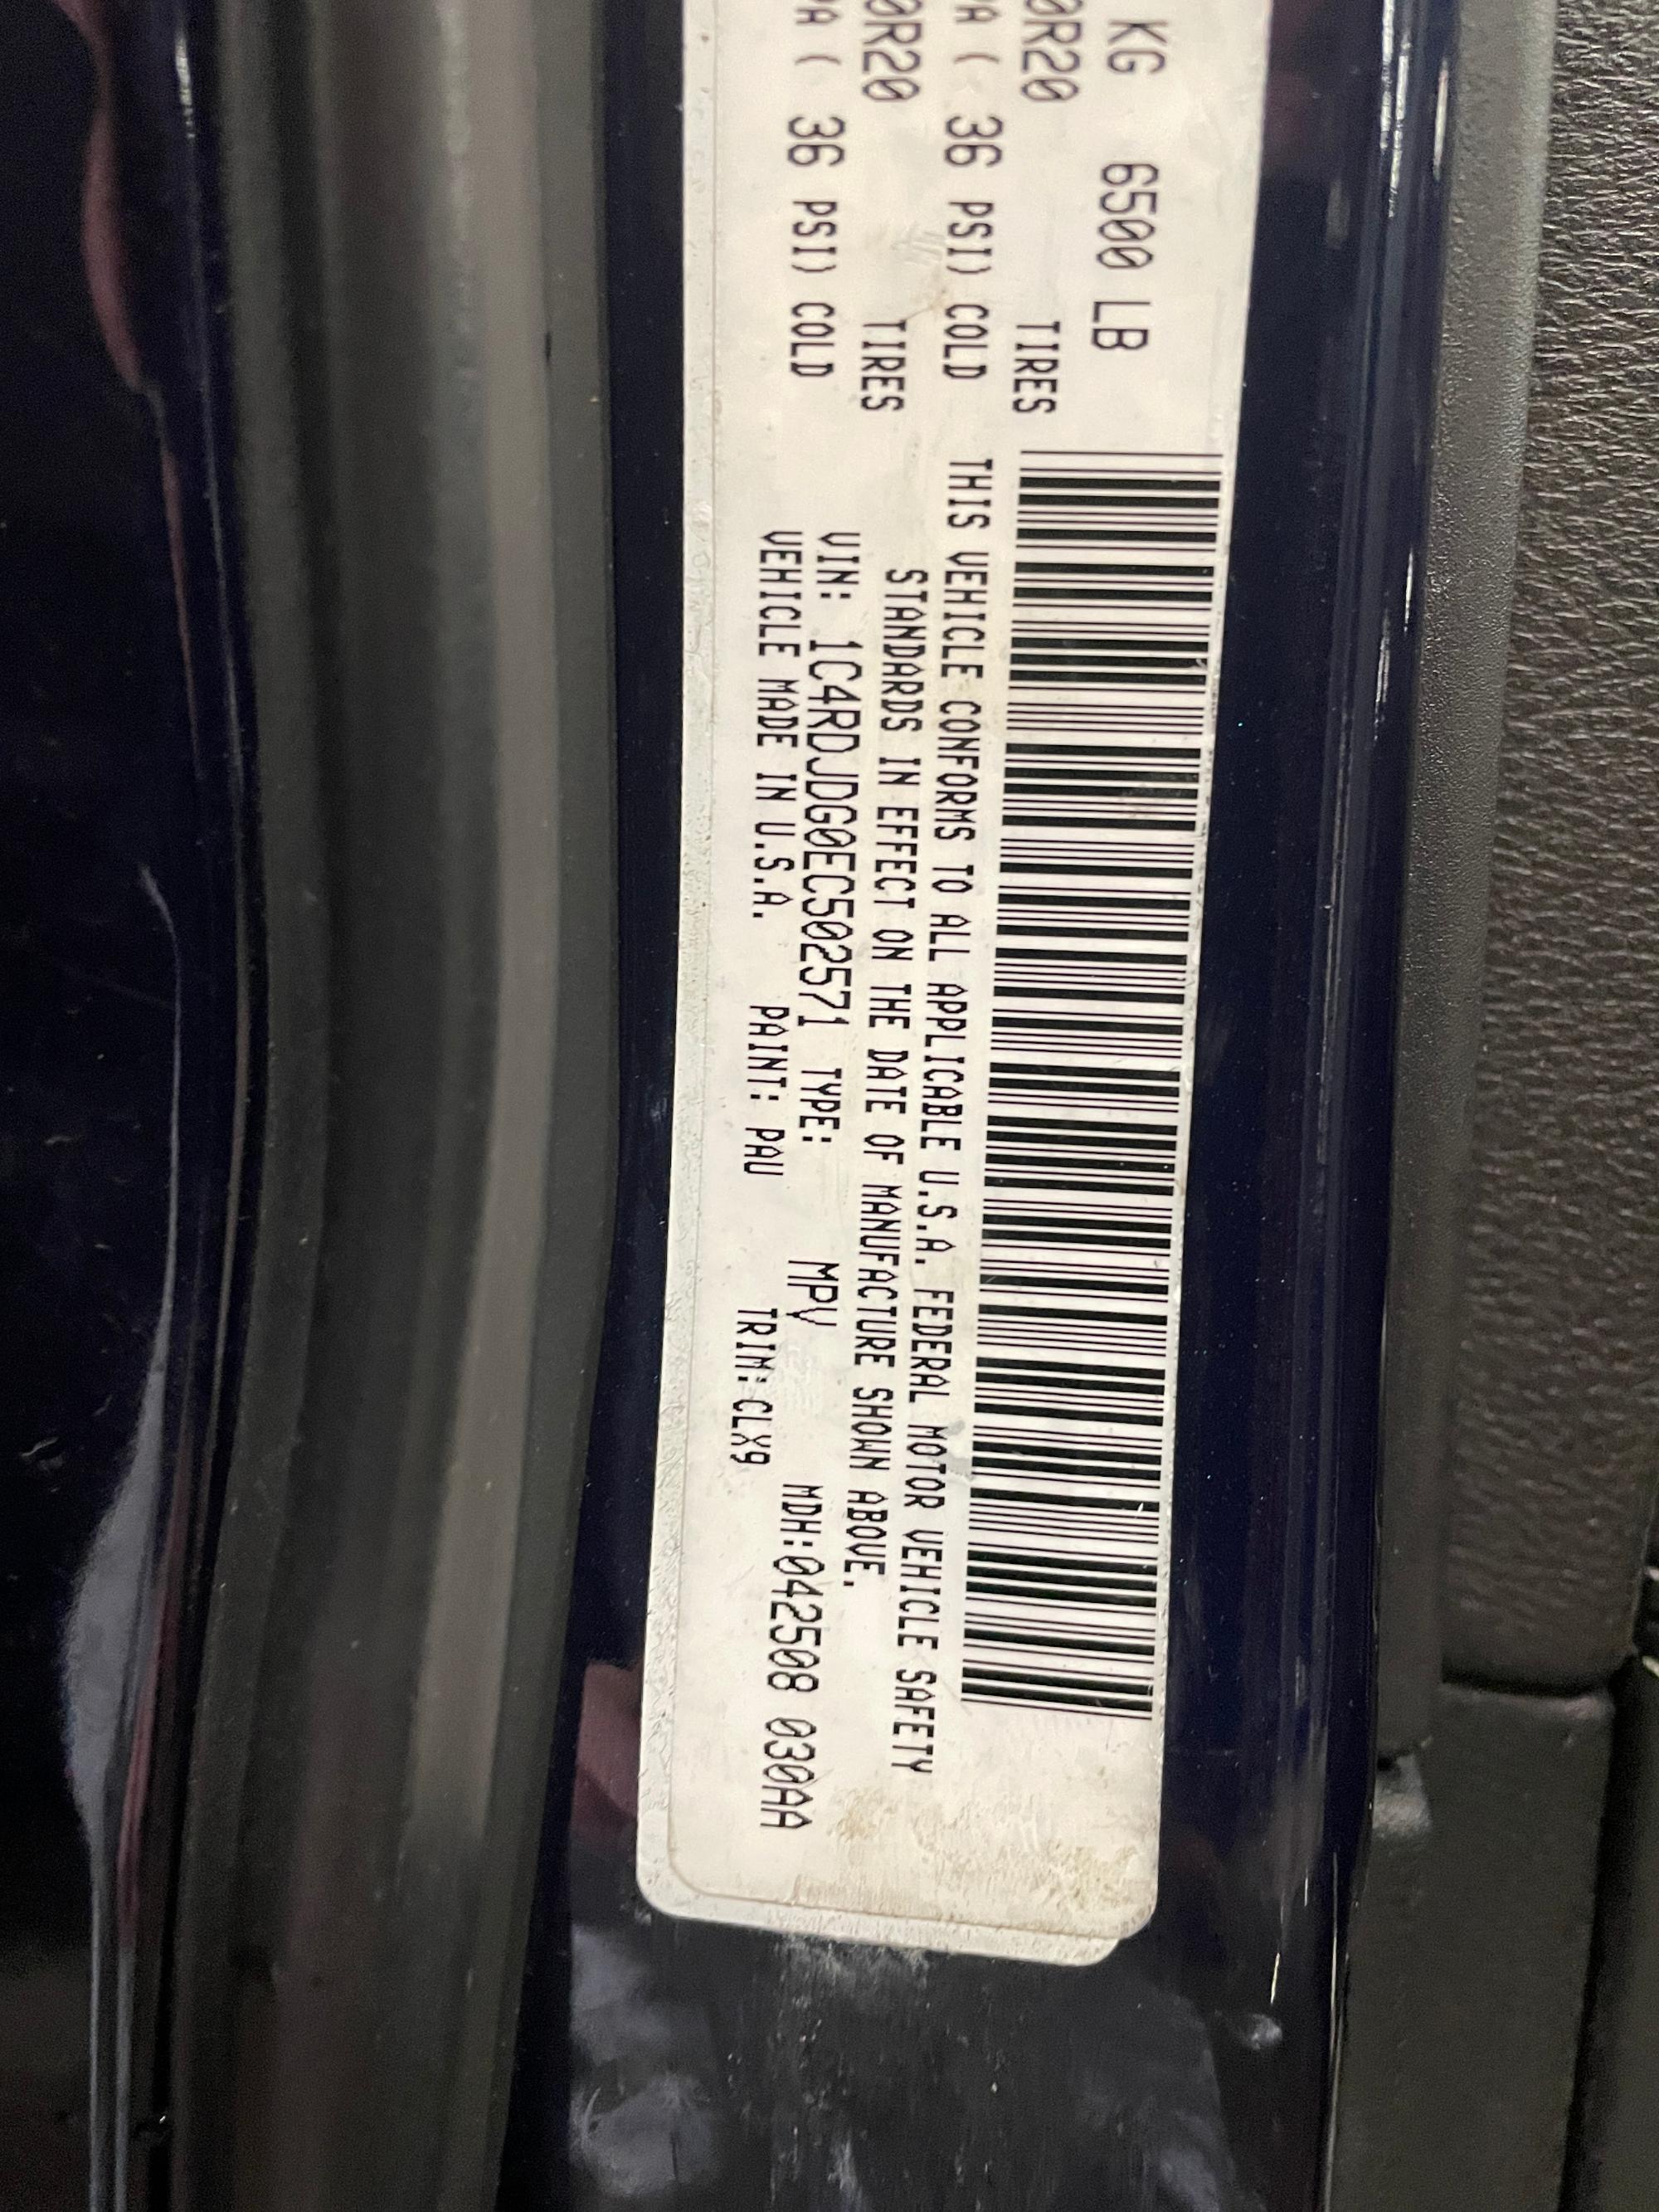 KG 6500 LB
0R20 TIRES
PA ( 36 PSI) COLD
0R20 TIRES
PA ( 36 PSI) COLD
THIS VEHICLE CONFORMS TO ALL APPLICABLE U.S.A. FEDERAL MOTOR VEHICLE SAFETY
STANDARDS IN EFFECT ON THE DATE OF MANUFACTURE SHOWN ABOVE.
VIN: 1C4RDJDG0EC502571 TYPE: MPV MDH:042508 030AA
VEHICLE MADE IN U.S.A. PAINT: PAU TRIM:CLX9